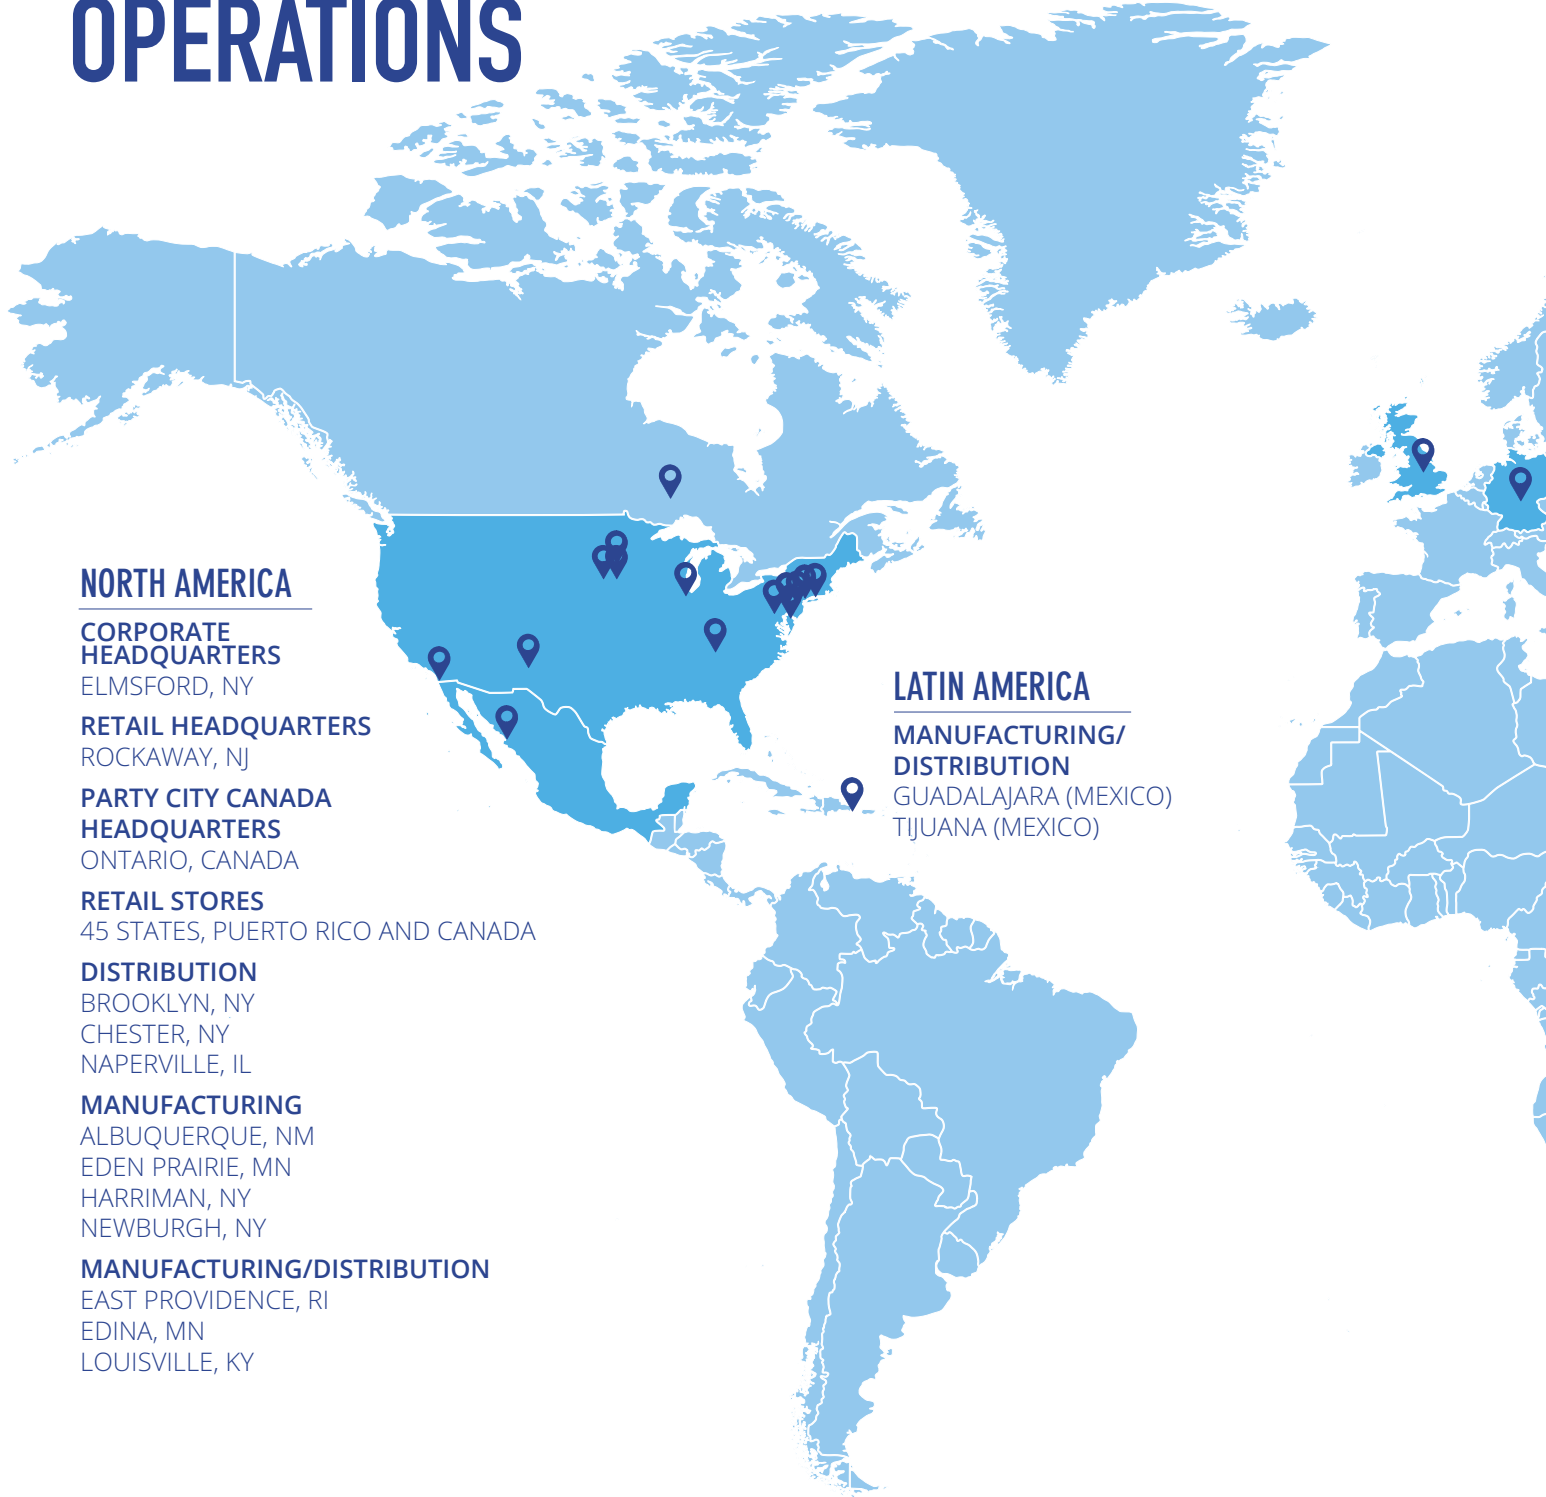 OPERATIONS
NORTH AMERICA
CORPORATE
HEADQUARTERS
ELMSFORD, NY
RETAIL HEADQUARTERS
ROCKAWAY, NJ
PARTY CITY CANADA
HEADQUARTERS
ONTARIO, CANADA
RETAIL STORES
45 STATES, PUERTO RICO AND CANADA
DISTRIBUTION
BROOKLYN, NY
CHESTER, NY
NAPERVILLE, IL
MANUFACTURING
ALBUQUERQUE, NM
EDEN PRAIRIE, MN
HARRIMAN, NY
NEWBURGH, NY
MANUFACTURING/DISTRIBUTION
EAST PROVIDENCE, RI
EDINA, MN
LOUISVILLE, KY
LATIN AMERICA
MANUFACTURING/
DISTRIBUTION
GUADALAJARA (MEXICO)
TIJUANA (MEXICO)